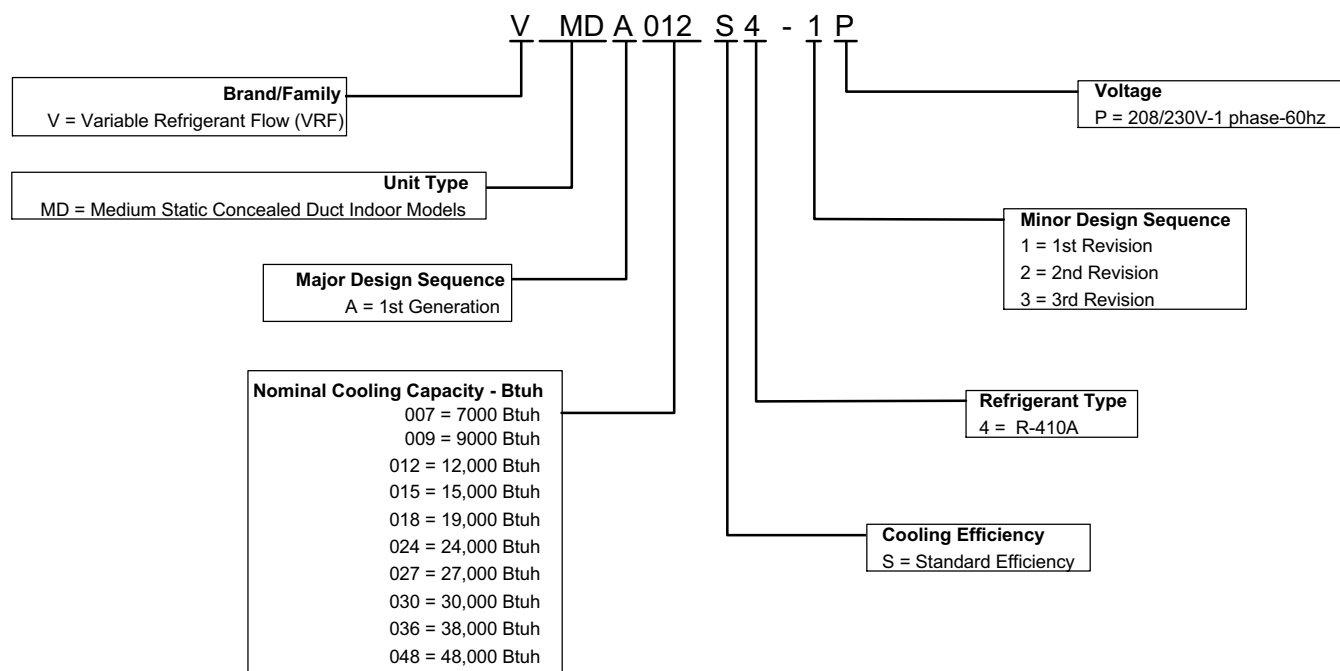 V MD A 012 S 4 - 1 P
Brand/Family
V = Variable Refrigerant Flow (VRF)
Unit Type
MD = Medium Static Concealed Duct Indoor Models
Major Design Sequence
A = 1st Generation
Nominal Cooling Capacity - Btuh
007 = 7000 Btuh
009 = 9000 Btuh
012 = 12,000 Btuh
015 = 15,000 Btuh
018 = 19,000 Btuh
024 = 24,000 Btuh
027 = 27,000 Btuh
030 = 30,000 Btuh
036 = 38,000 Btuh
048 = 48,000 Btuh
Voltage
P = 208/230V-1 phase-60hz
Minor Design Sequence
1 = 1st Revision
2 = 2nd Revision
3 = 3rd Revision
Refrigerant Type
4 = R-410A
Cooling Efficiency
S = Standard Efficiency